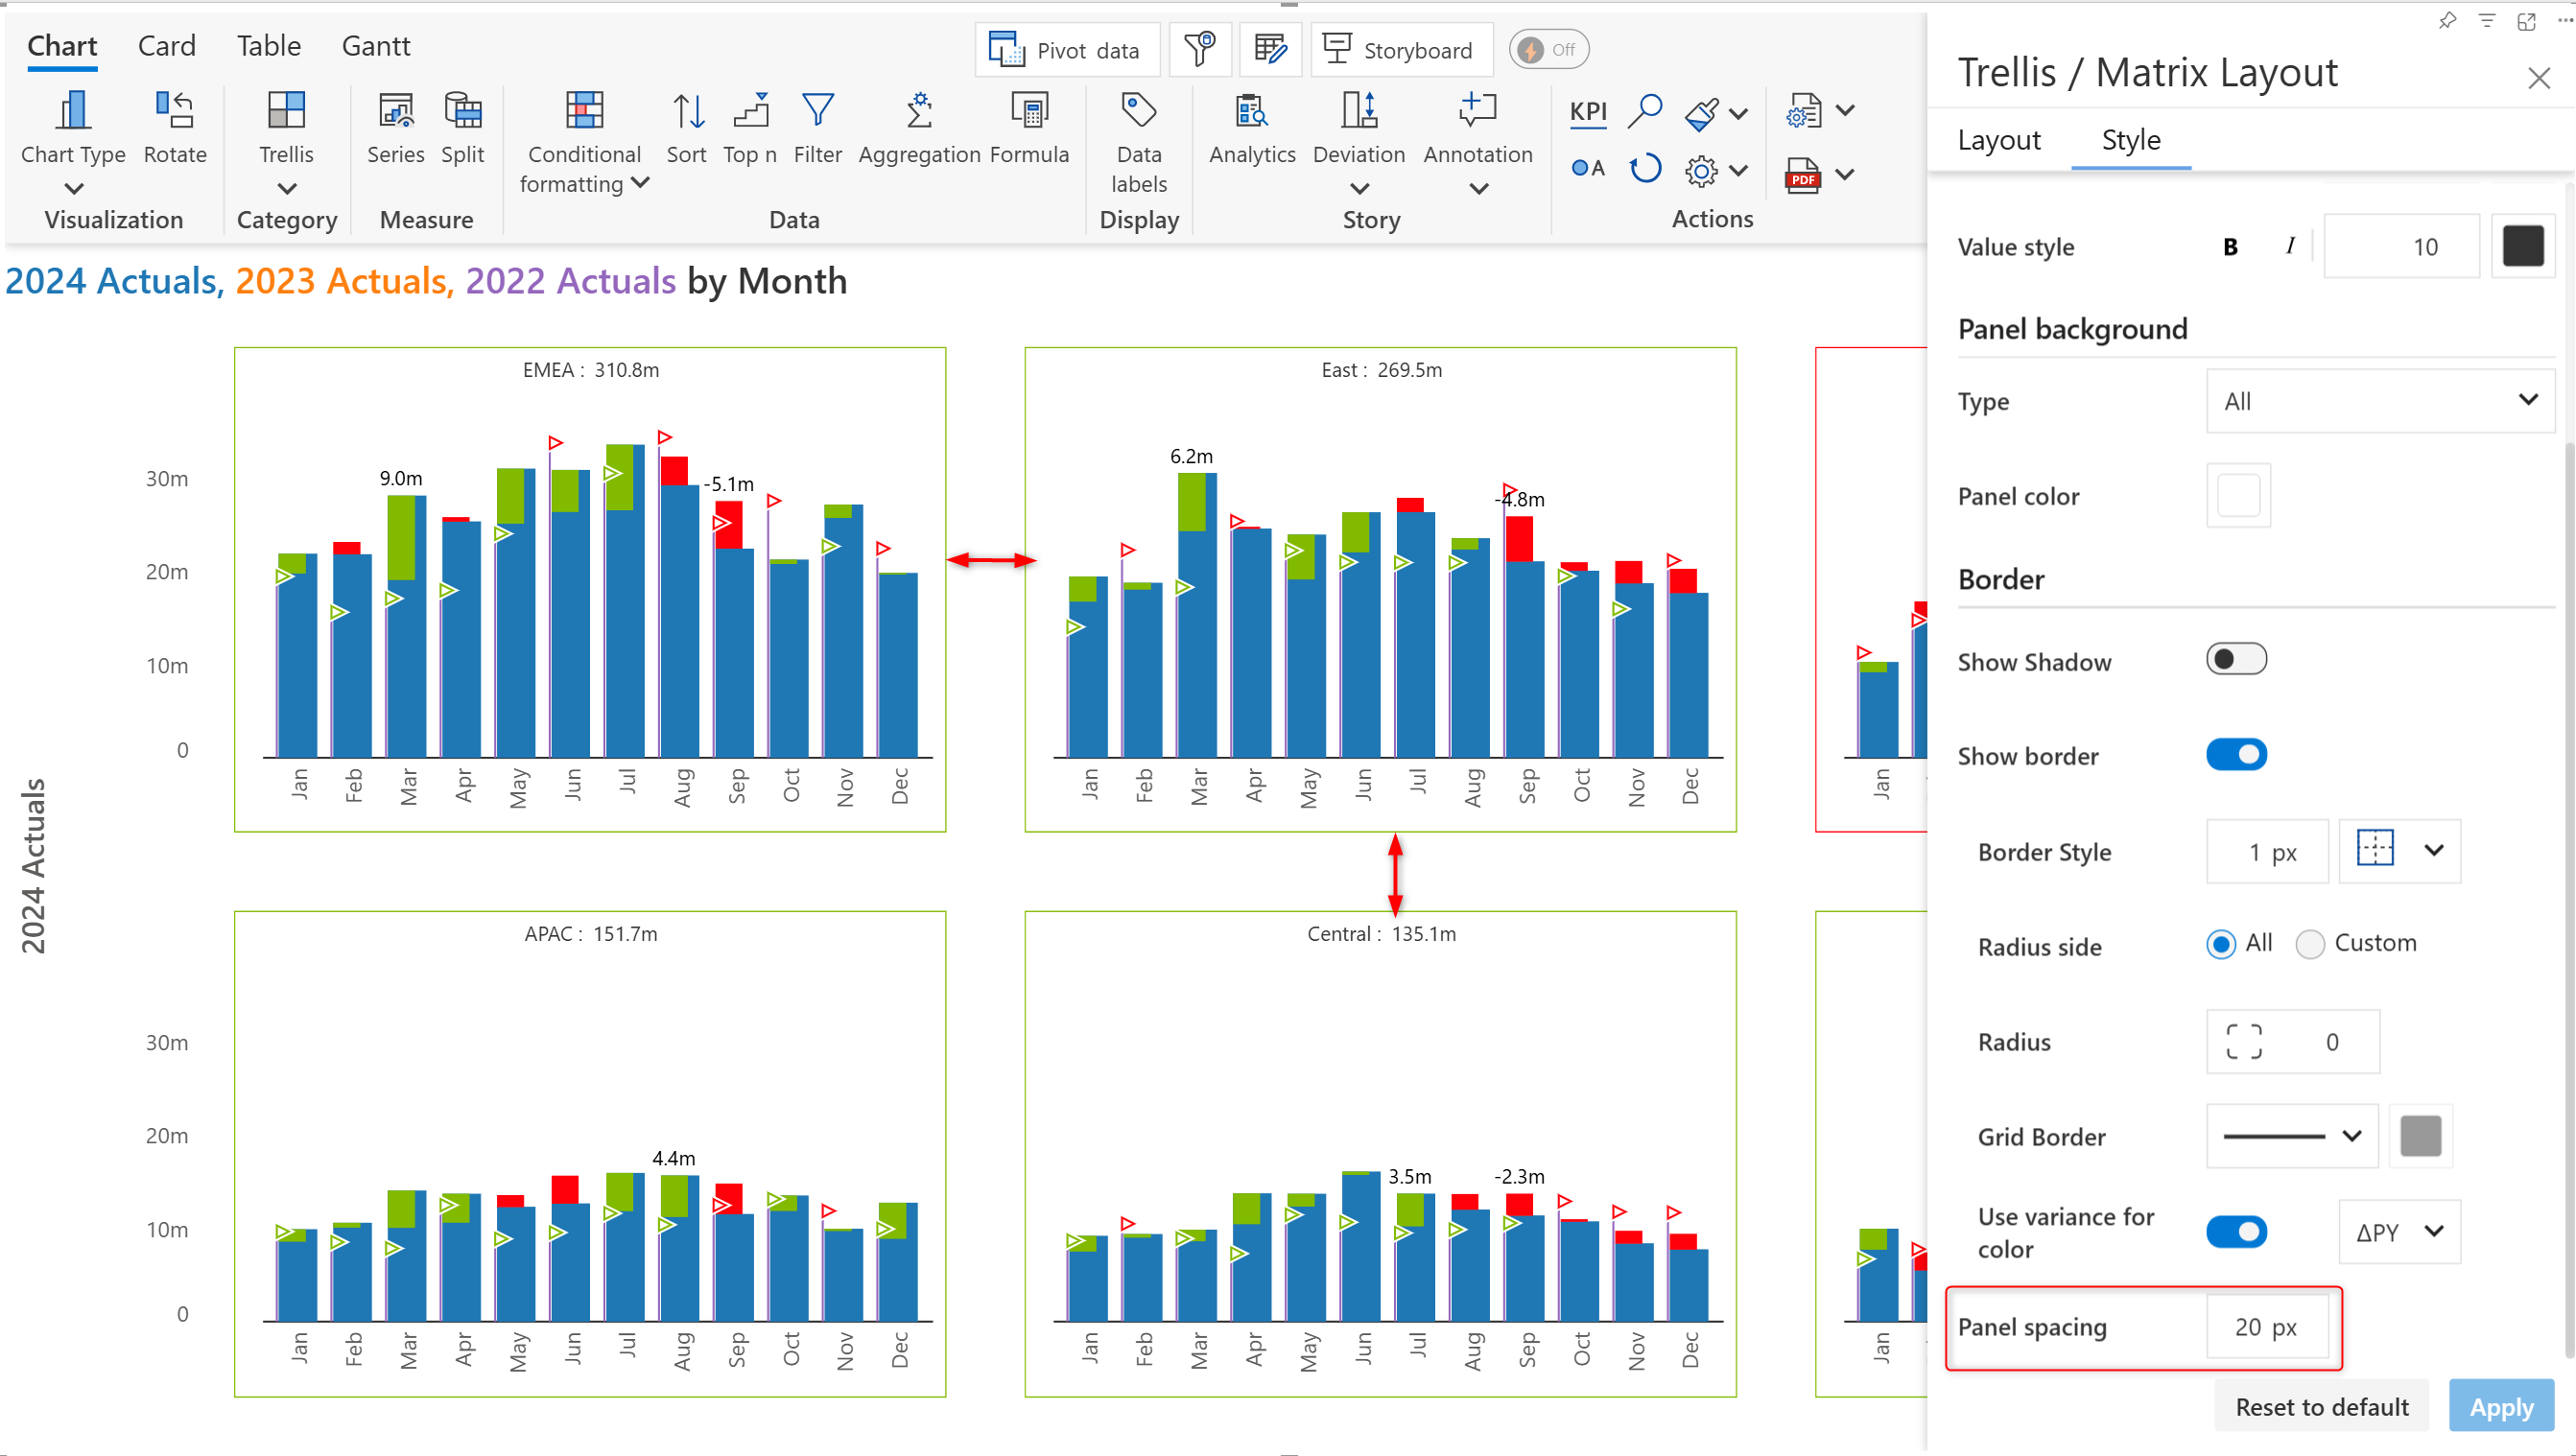 Chart Card Table Gantt
Pivot data
Storyboard
Off
Chart Type
Rotate
Visualization
Trellis
Category
Series
Split
Measure
Conditional
formatting
Sort
Top n
Filter
Aggregation
Formula
Data
Data
labels
Display
Analytics
Deviation
Annotation
Story
KPI
A
PDF
Actions
2024 Actuals, 2023 Actuals, 2022 Actuals by Month
2024 Actuals
EMEA : 310.8m
30m
20m
10m
0
9.0m
-5.1m
Jan Feb Mar Apr May Jun Jul Aug Sep Oct Nov Dec
East : 269.5m
6.2m
-4.8m
Jan Feb Mar Apr May Jun Jul Aug Sep Oct Nov Dec
Jan
APAC : 151.7m
30m
20m
10m
0
4.4m
Jan Feb Mar Apr May Jun Jul Aug Sep Oct Nov Dec
Central : 135.1m
3.5m
-2.3m
Jan Feb Mar Apr May Jun Jul Aug Sep Oct Nov Dec
Jan
Trellis / Matrix Layout
Layout Style
Value style B I 10
Panel background
Type All
Panel color
Border
Show Shadow
Show border
Border Style 1 px
Radius side All Custom
Radius 0
Grid Border
Use variance for
color
ΔPY
Panel spacing 20 px
Reset to default Apply